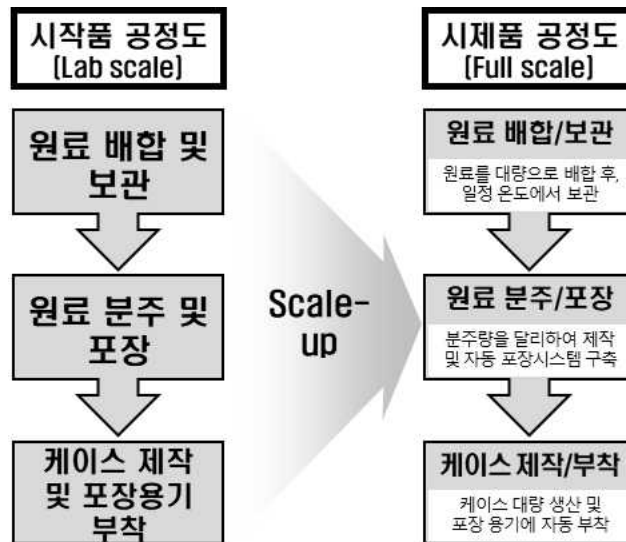 시작품 공정도
(Lab scale)
원료 배합 및
보관
원료 분주 및
포장
케이스 제작
및 포장용기
부착
Scale-
up
시제품 공정도
(Full scale)
원료 배합/보관
원료를 대량으로 배합 후,
일정 온도에서 보관
원료 분주/포장
분주량을 달리하여 제작
및 자동 포장시스템 구축
케이스 제작/부착
케이스 대량 생산 및
포장 용기에 자동 부착